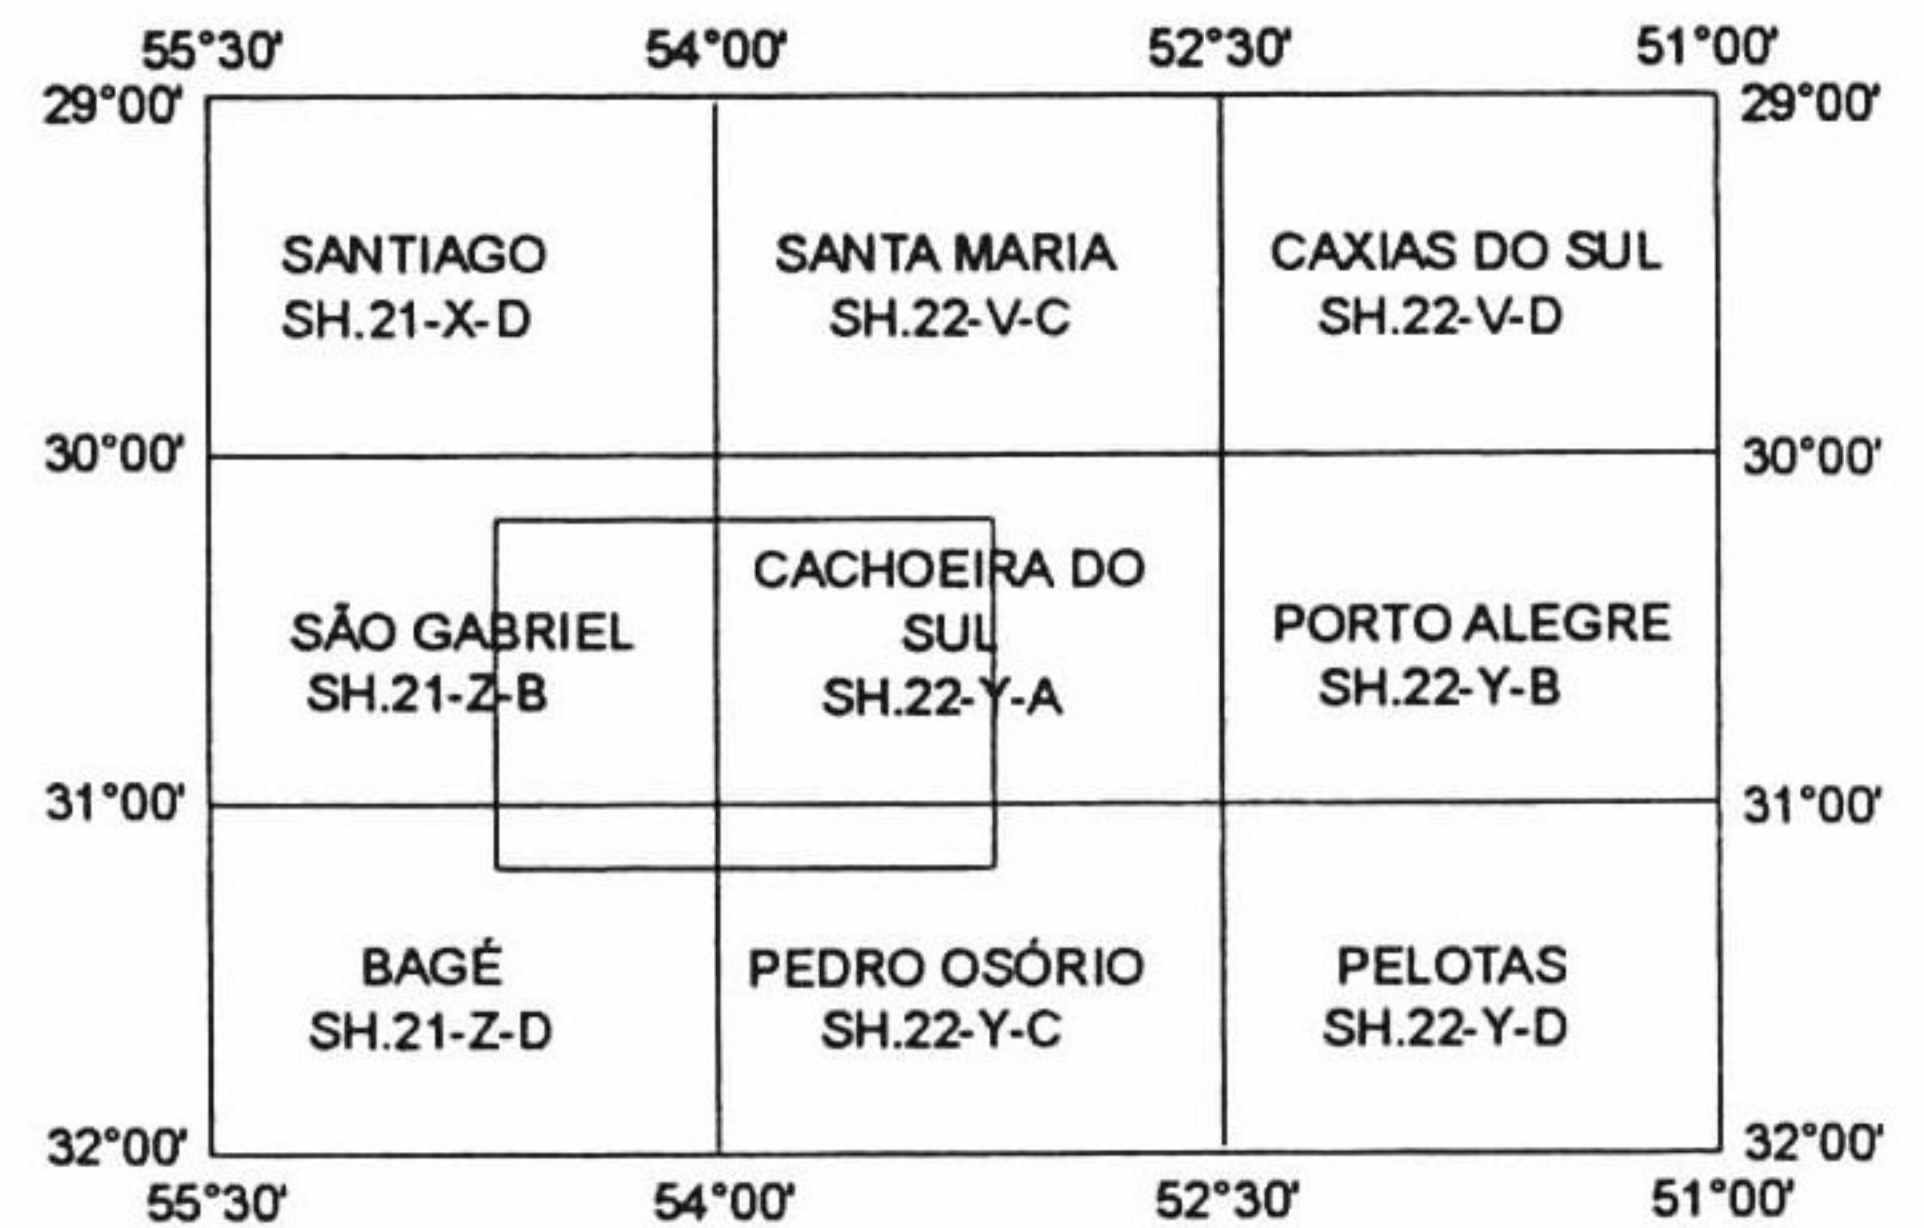 55°30' 54°00' 52°30' 51°00'
29°00' 29°00'
SANTIAGO
SH.21-X-D
SANTA MARIA
SH.22-V-C
CAXIAS DO SUL
SH.22-V-D
30°00' 30°00'
SÃO GABRIEL
SH.21-Z-B
CACHOEIRA DO
SUL
SH.22-Y-A
PORTO ALEGRE
SH.22-Y-B
31°00' 31°00'
BAGÉ
SH.21-Z-D
PEDRO OSÓRIO
SH.22-Y-C
PELOTAS
SH.22-Y-D
32°00' 32°00'
55°30' 54°00' 52°30' 51°00'